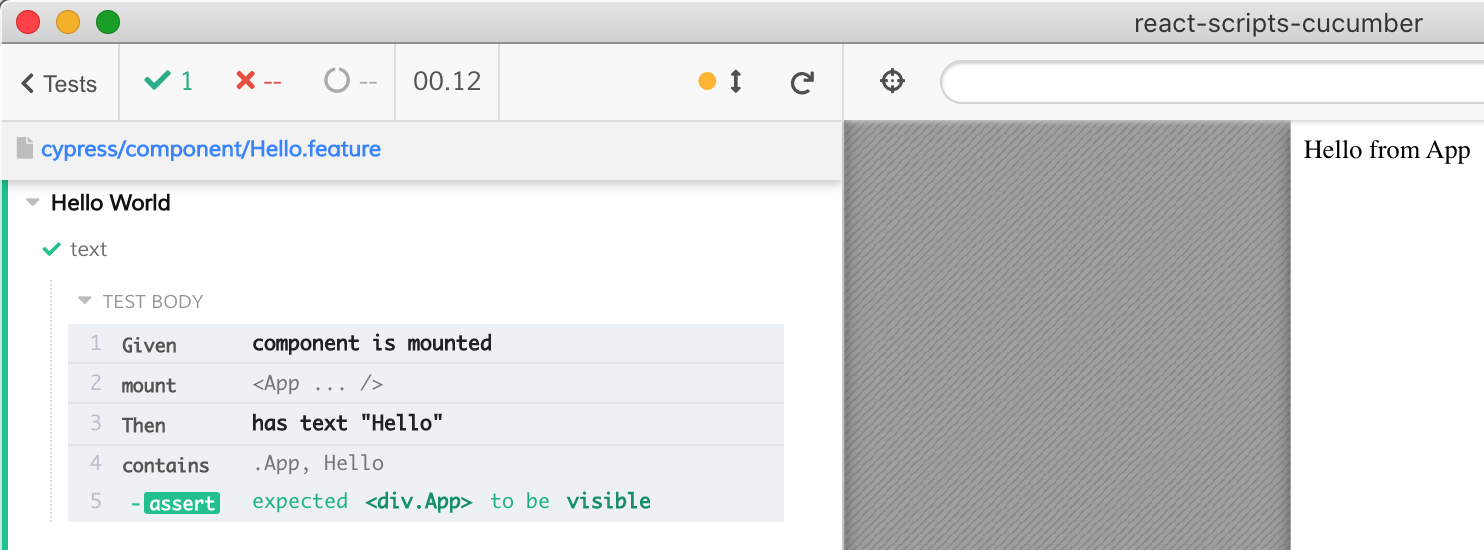 react-scripts-cucumber
Tests 1 -- -- 00.12
cypress/component/Hello.feature
Hello from App
Hello World
text
TEST BODY
1 Given component is mounted
2 mount <App ... />
3 Then has text "Hello"
4 contains .App, Hello
5 -assert expected <div.App> to be visible